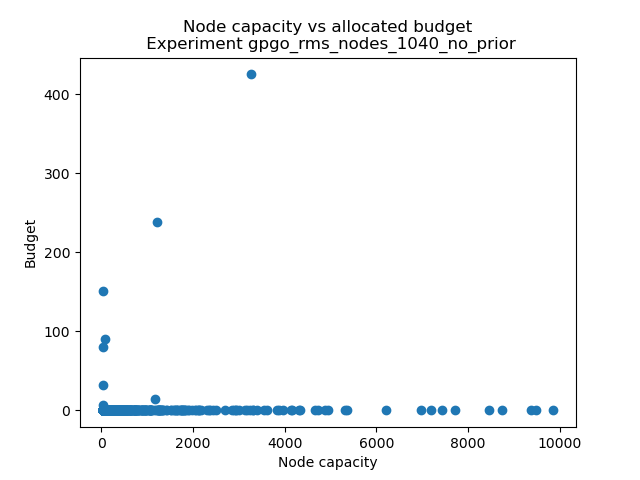 Node capacity vs allocated budget
Experiment gpgo_rms_nodes_1040_no_prior
400
300
200
100
0
Budget
0 2000 4000 6000 8000 10000
Node capacity